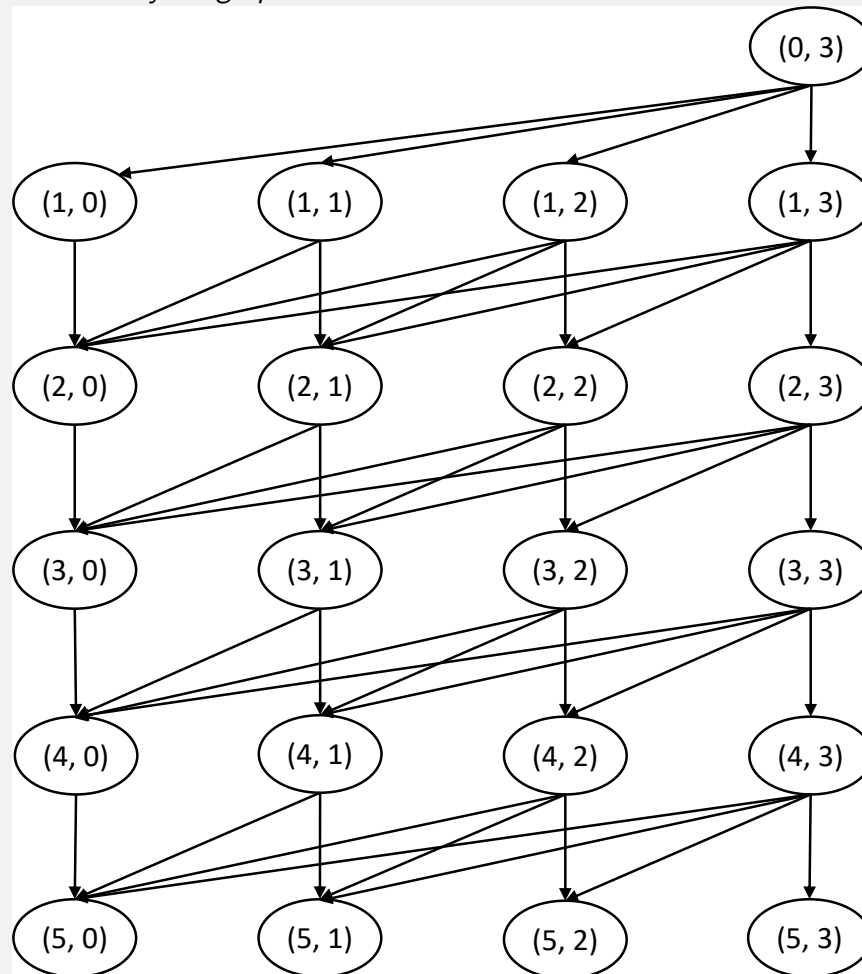 (0, 3)
(1, 0) (1, 1) (1, 2) (1, 3)
(2, 0) (2, 1) (2, 2) (2, 3)
(3, 0) (3, 1) (3, 2) (3, 3)
(4, 0) (4, 1) (4, 2) (4, 3)
(5, 0) (5, 1) (5, 2) (5, 3)